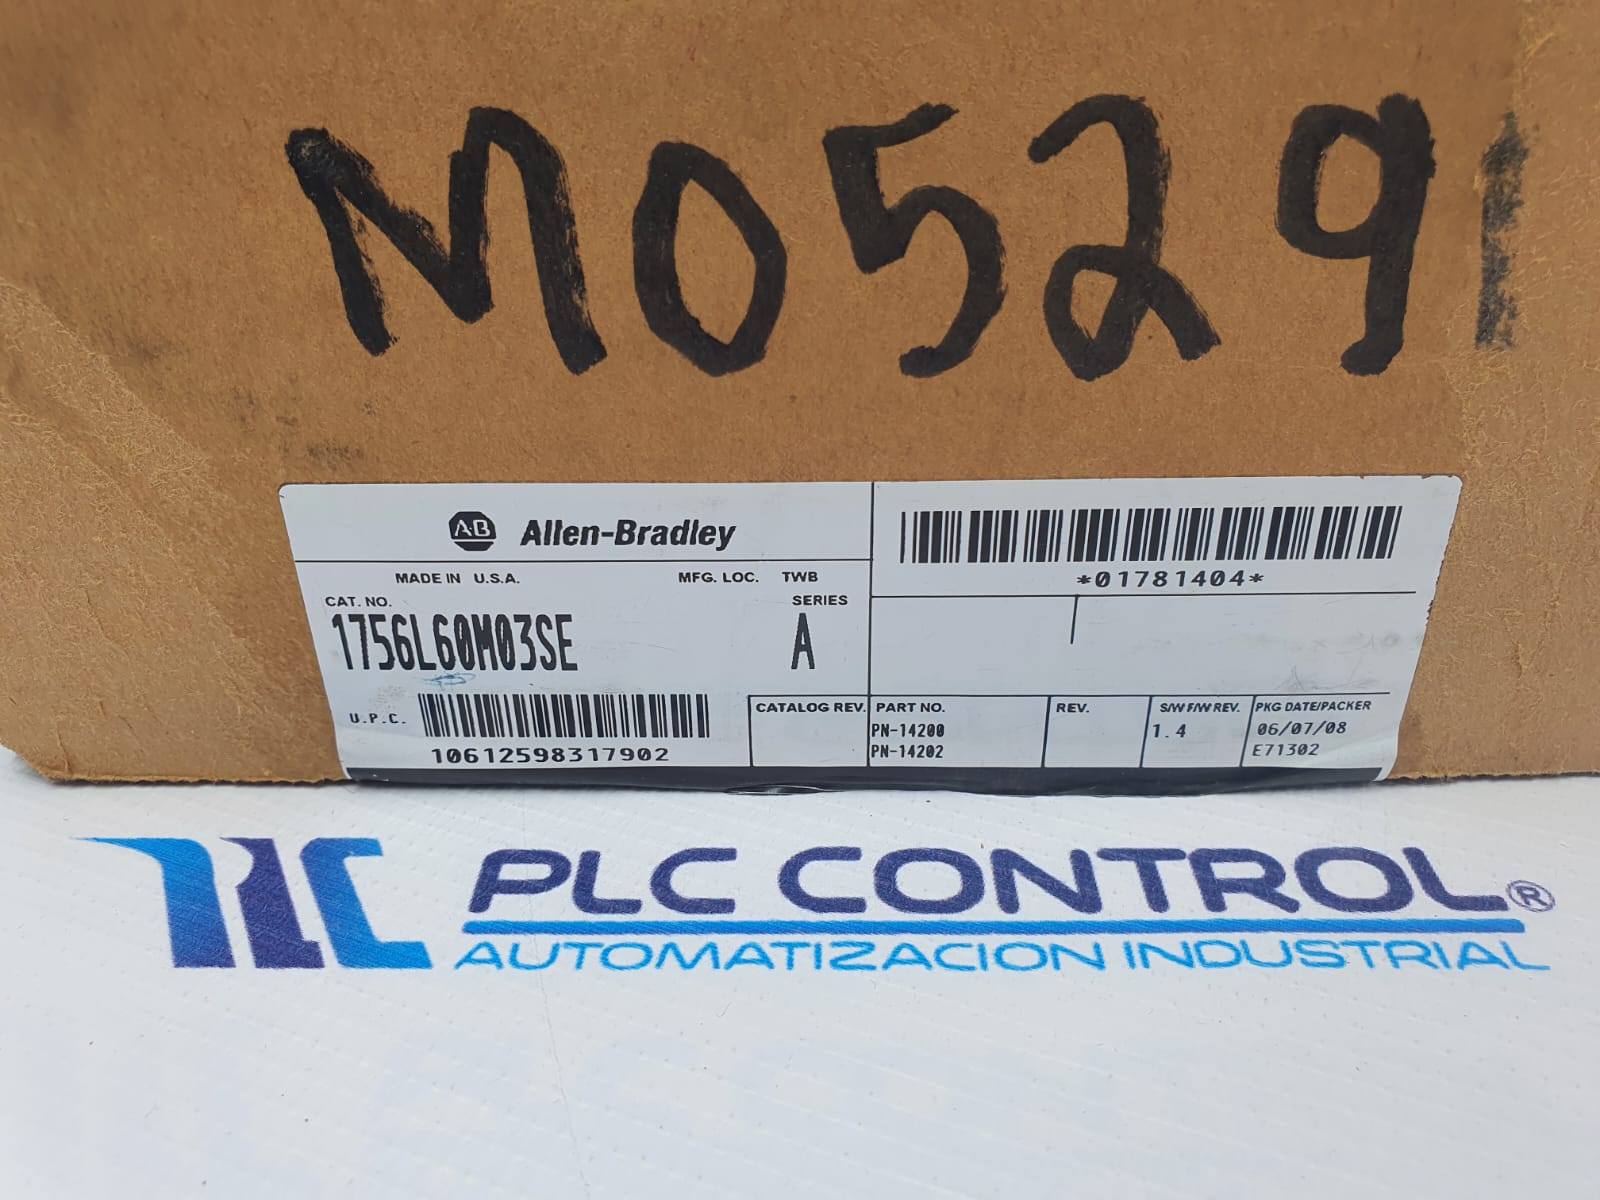 M0529
A-B Allen-Bradley
MADE IN U.S.A. MFG. LOC. TWB
CAT. NO. SERIES
1756L60M03SE A
U.P.C.
10612598317902
*01781404*
CATALOG REV. PART NO. REV. S/W F/W REV. PKG DATE/PACKER
PN-14200 1.4 06/07/08
PN-14202 E71302
PLC CONTROL ®
AUTOMATIZACION INDUSTRIAL